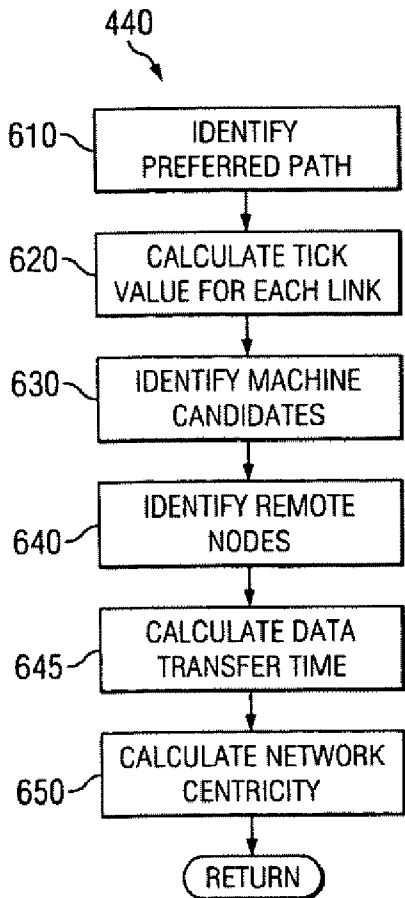 440
610
IDENTIFY
PREFERRED PATH
620
CALCULATE TICK
VALUE FOR EACH LINK
630
IDENTIFY MACHINE
CANDIDATES
640
IDENTIFY REMOTE
NODES
645
CALCULATE DATA
TRANSFER TIME
650
CALCULATE NETWORK
CENTRICITY
RETURN